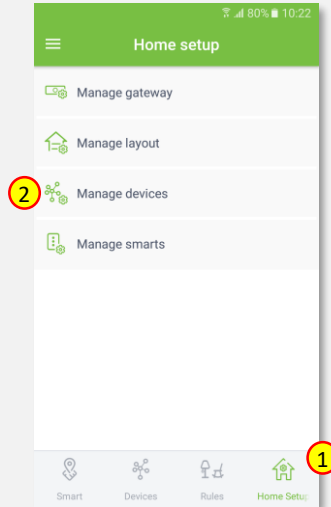 80% 10:22
Home setup
Manage gateway
Manage layout
2 Manage devices
Manage smarts
1
Smart Devices Rules Home Setup